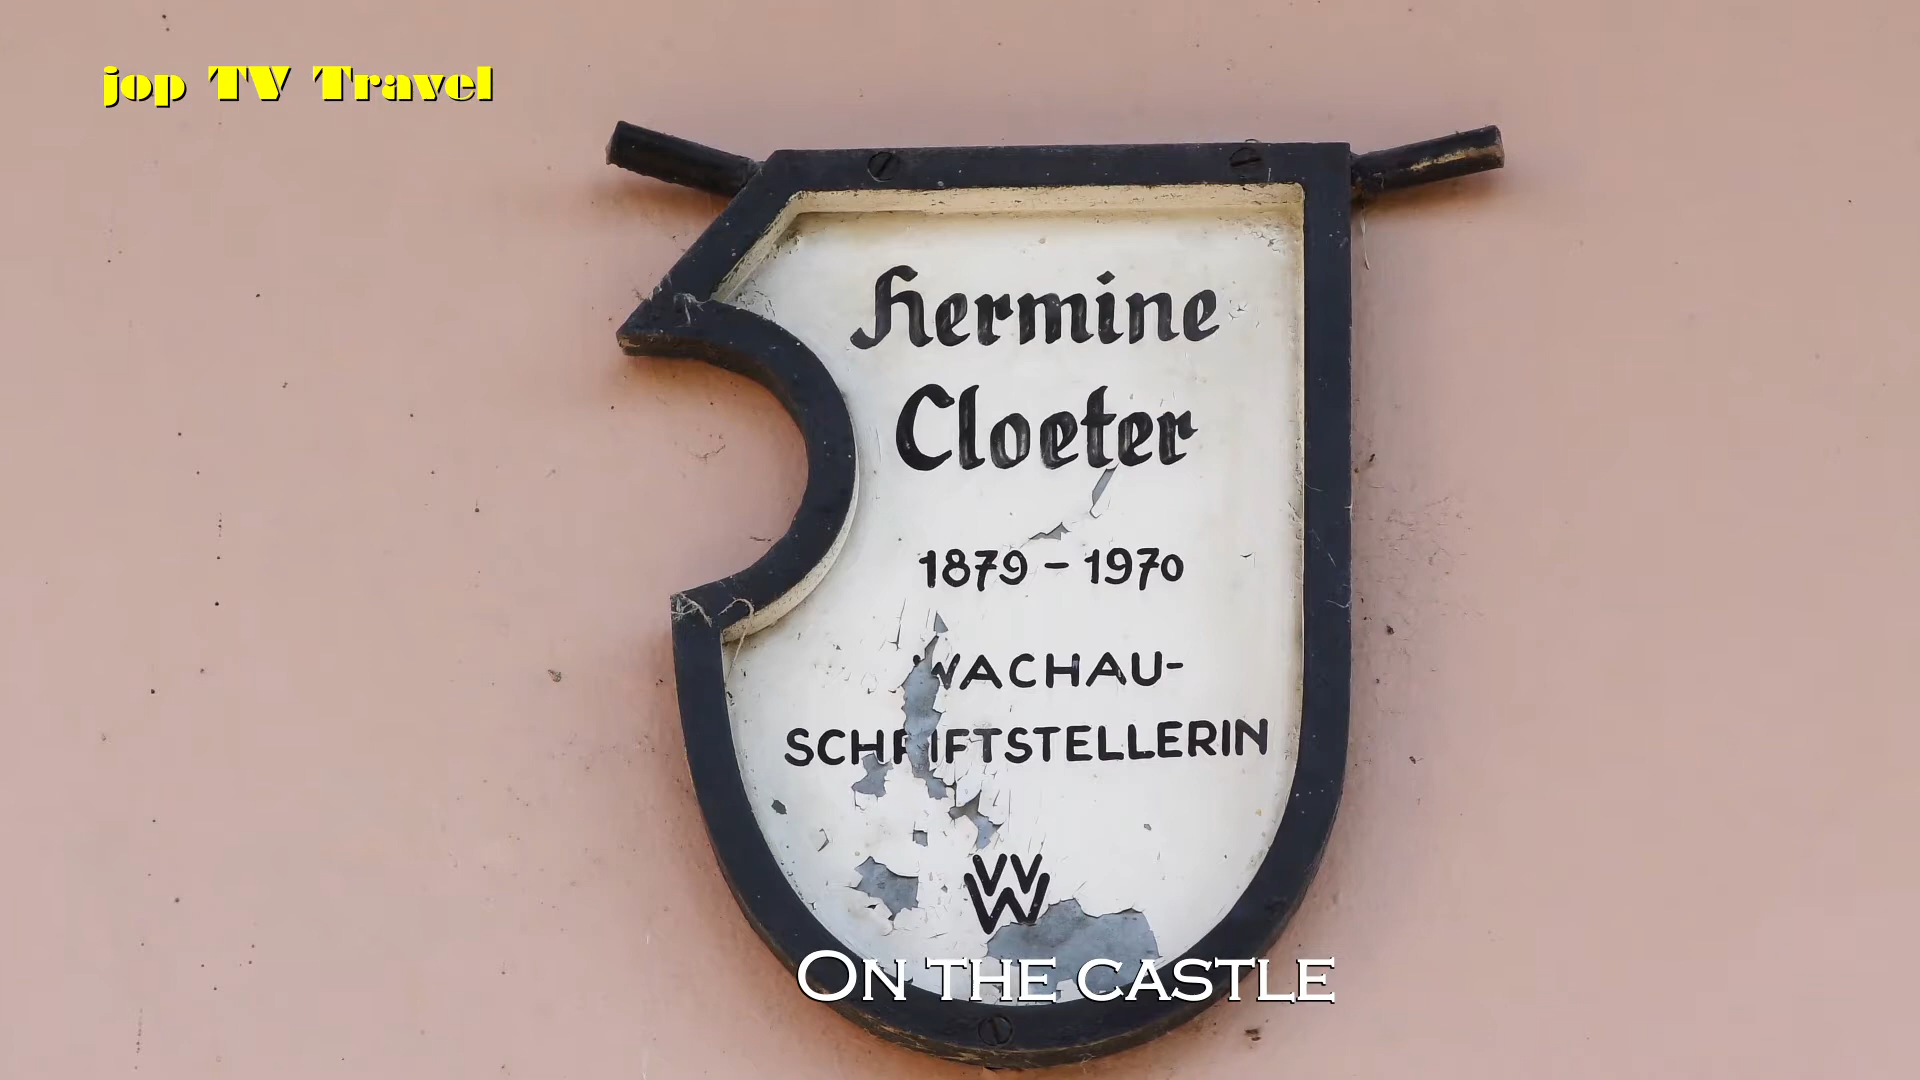 jop TV Travel
Hermine
Cloeter
1879 – 1970
WACHAU-
SCHRIFTSTELLERIN
WW
ON THE CASTLE